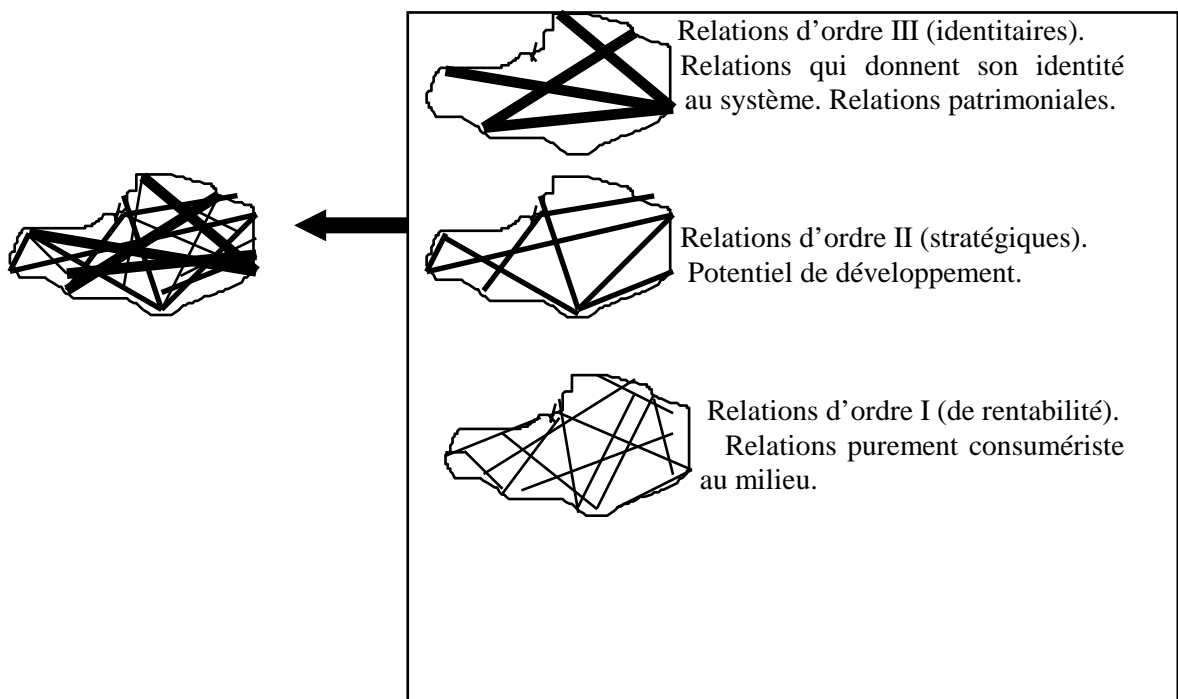 Relations d’ordre III (identitaires).
Relations qui donnent son identité
au système. Relations patrimoniales.
Relations d’ordre II (stratégiques).
Potentiel de développement.
Relations d’ordre I (de rentabilité).
Relations purement consumériste
au milieu.